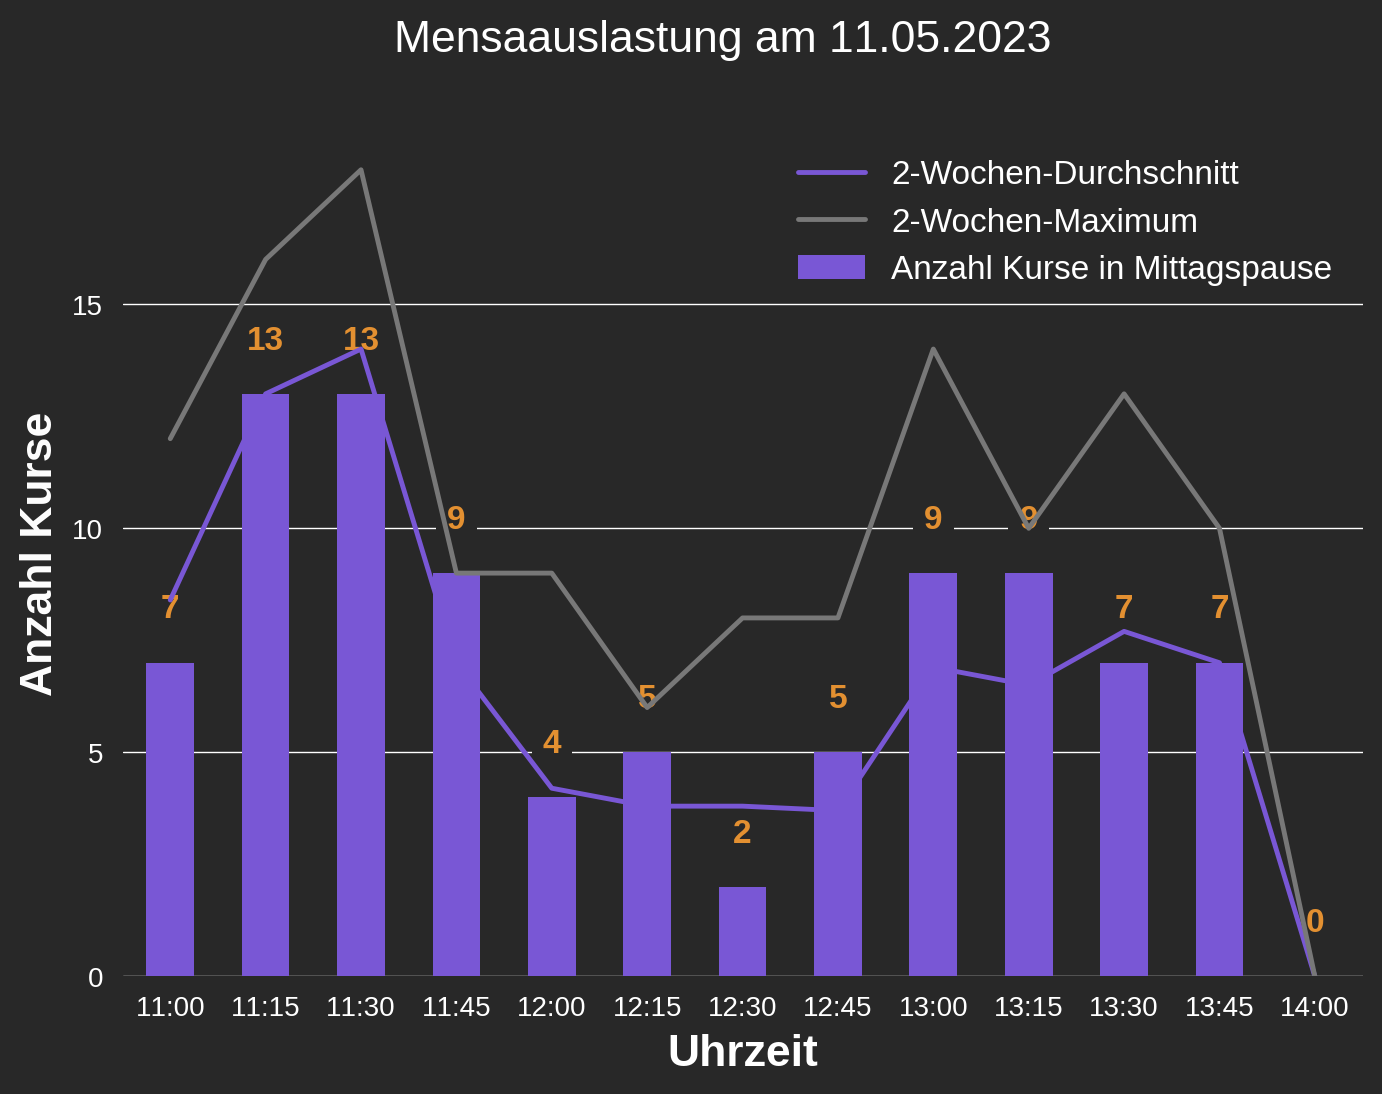 Mensaauslastung am 11.05.2023
2-Wochen-Durchschnitt
2-Wochen-Maximum
Anzahl Kurse in Mittagspause
Anzahl Kurse
15
10
5
0
7
13
13
9
4
5
2
5
9
9
7
7
0
11:00 11:15 11:30 11:45 12:00 12:15 12:30 12:45 13:00 13:15 13:30 13:45 14:00
Uhrzeit